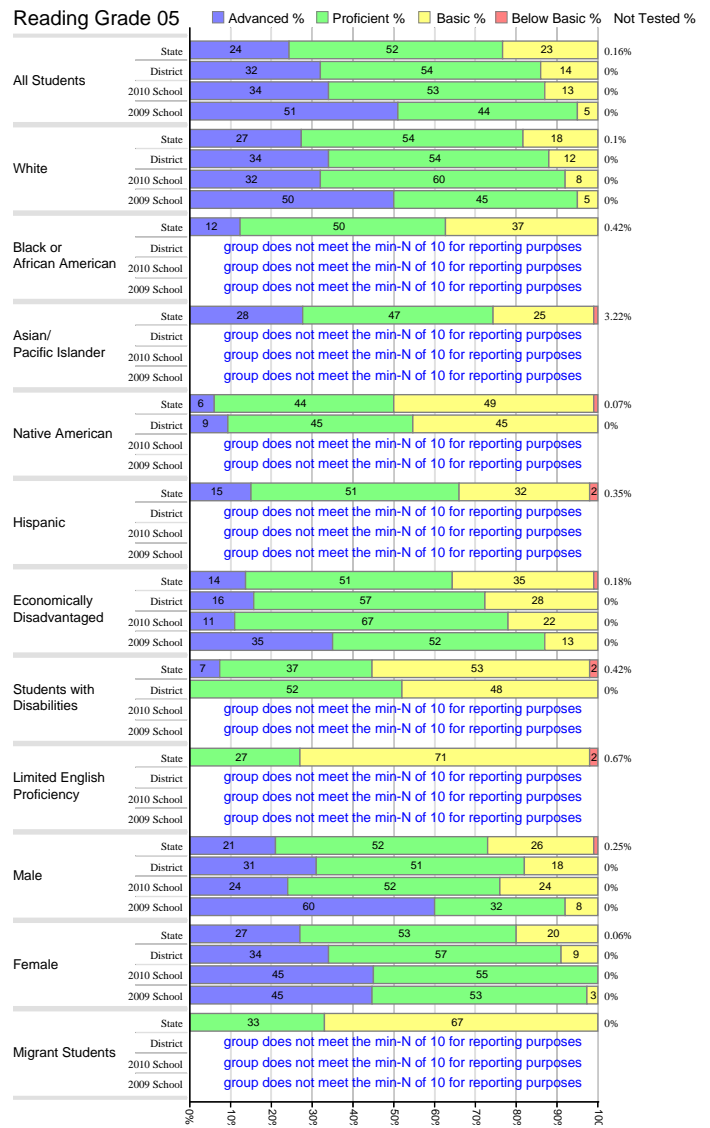 Reading Grade 05 Advanced % Proficient % Basic % Below Basic % Not Tested %
All Students
State 24 52 23 0.16%
District 32 54 14 0%
2010 School 34 53 13 0%
2009 School 51 44 5 0%
White
State 27 54 18 0.1%
District 34 54 12 0%
2010 School 32 60 8 0%
2009 School 50 45 5 0%
Black or
African American
State 12 50 37 0.42%
District group does not meet the min-N of 10 for reporting purposes
2010 School group does not meet the min-N of 10 for reporting purposes
2009 School group does not meet the min-N of 10 for reporting purposes
Asian/
Pacific Islander
State 28 47 25 3.22%
District group does not meet the min-N of 10 for reporting purposes
2010 School group does not meet the min-N of 10 for reporting purposes
2009 School group does not meet the min-N of 10 for reporting purposes
Native American
State 6 44 49 0.07%
District 9 45 45 0%
2010 School group does not meet the min-N of 10 for reporting purposes
2009 School group does not meet the min-N of 10 for reporting purposes
Hispanic
State 15 51 32 2 0.35%
District group does not meet the min-N of 10 for reporting purposes
2010 School group does not meet the min-N of 10 for reporting purposes
2009 School group does not meet the min-N of 10 for reporting purposes
Economically
Disadvantaged
State 14 51 35 0.18%
District 16 57 28 0%
2010 School 11 67 22 0%
2009 School 35 52 13 0%
Students with
Disabilities
State 7 37 53 2 0.42%
District 52 48 0%
2010 School group does not meet the min-N of 10 for reporting purposes
2009 School group does not meet the min-N of 10 for reporting purposes
Limited English
Proficiency
State 27 71 2 0.67%
District group does not meet the min-N of 10 for reporting purposes
2010 School group does not meet the min-N of 10 for reporting purposes
2009 School group does not meet the min-N of 10 for reporting purposes
Male
State 21 52 26 0.25%
District 31 51 18 0%
2010 School 24 52 24 0%
2009 School 60 32 8 0%
Female
State 27 53 20 0.06%
District 34 57 9 0%
2010 School 45 55 0%
2009 School 45 53 3 0%
Migrant Students
State 33 67 0%
District group does not meet the min-N of 10 for reporting purposes
2010 School group does not meet the min-N of 10 for reporting purposes
2009 School group does not meet the min-N of 10 for reporting purposes
0% 10% 20% 30% 40% 50% 60% 70% 80% 90%